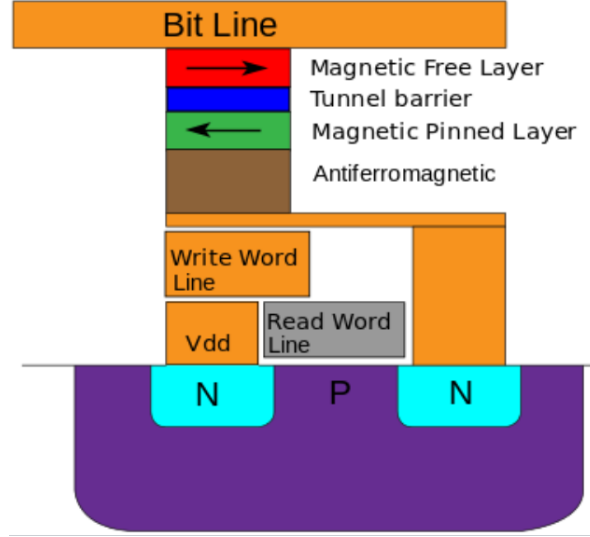 Bit Line
Magnetic Free Layer
Tunnel barrier
Magnetic Pinned Layer
Antiferromagnetic
Write Word
Line
Read Word
Line
Vdd
N
P
N